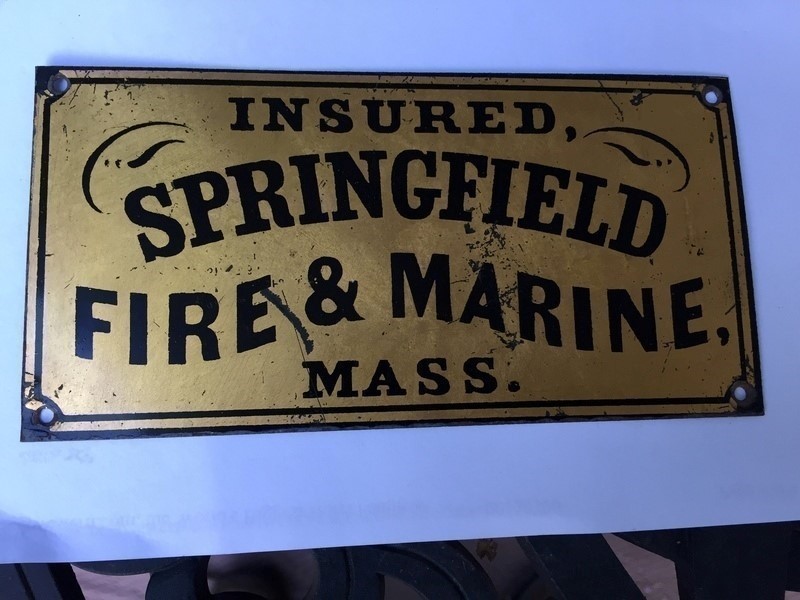 INSURED,
SPRINGFIELD
FIRE & MARINE,
MASS.